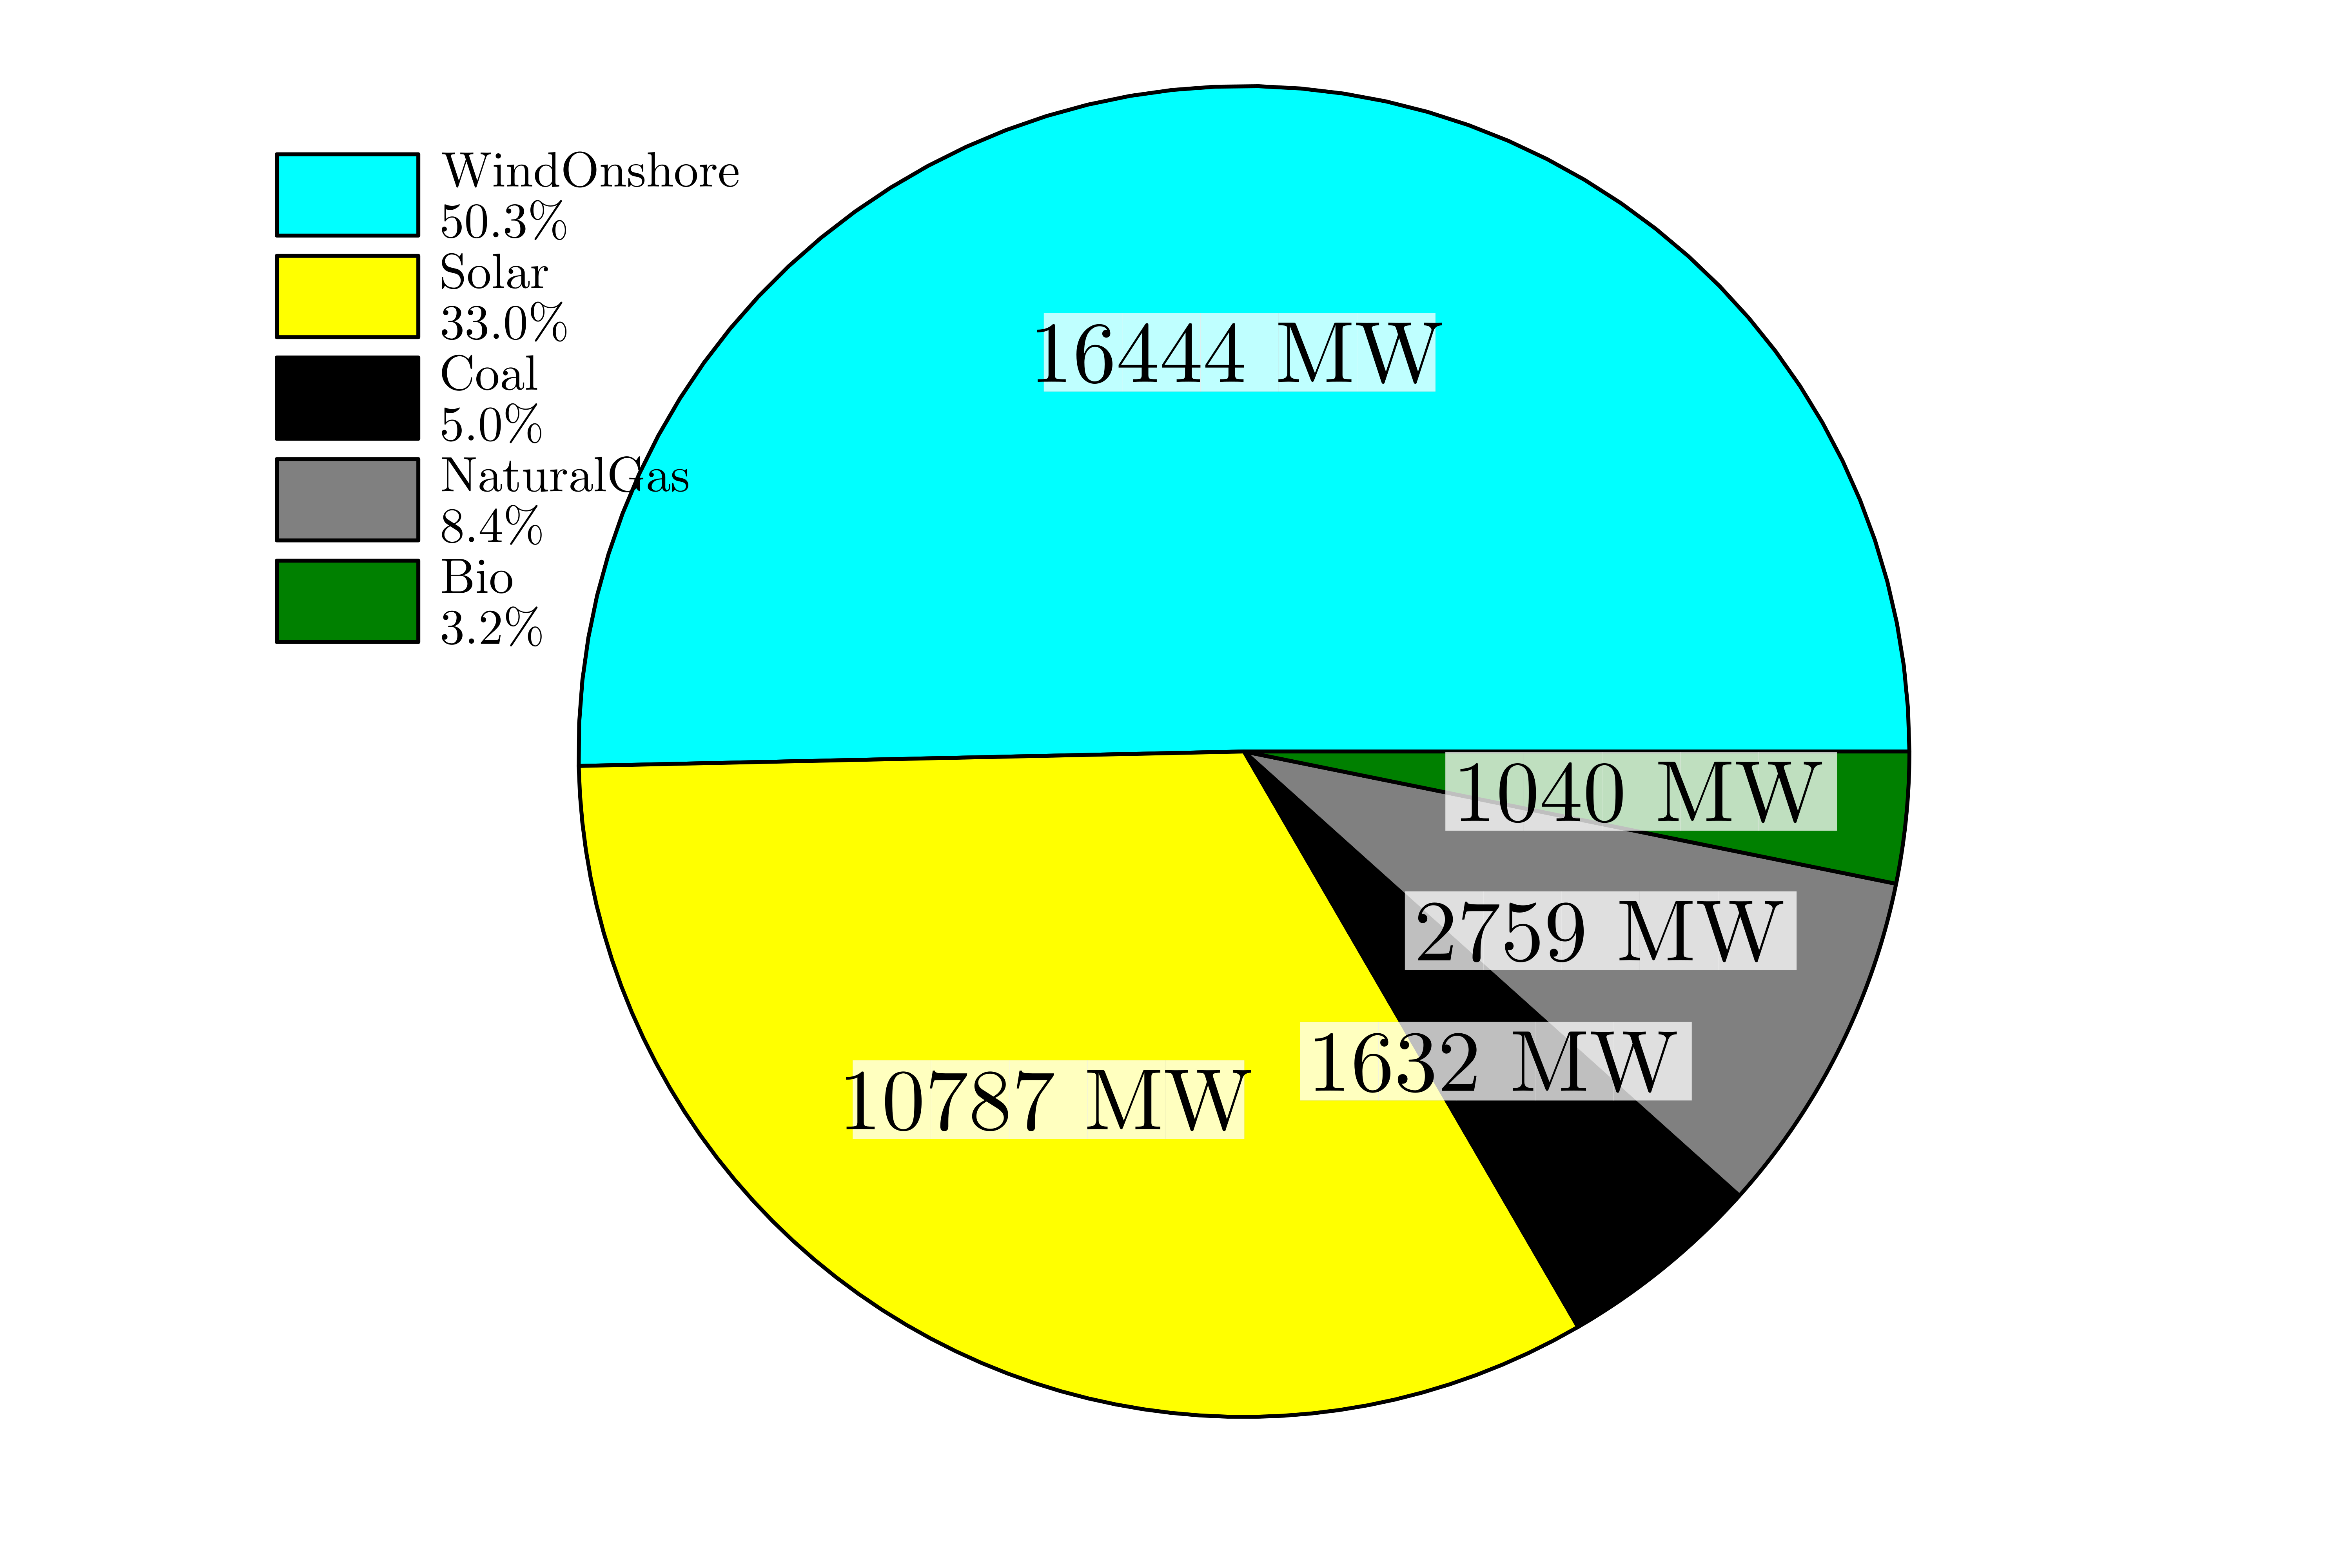 WindOnshore
50.3%
Solar
33.0%
Coal
5.0%
NaturalGas
8.4%
Bio
3.2%
16444 MW
1040 MW
2759 MW
1632 MW
10787 MW